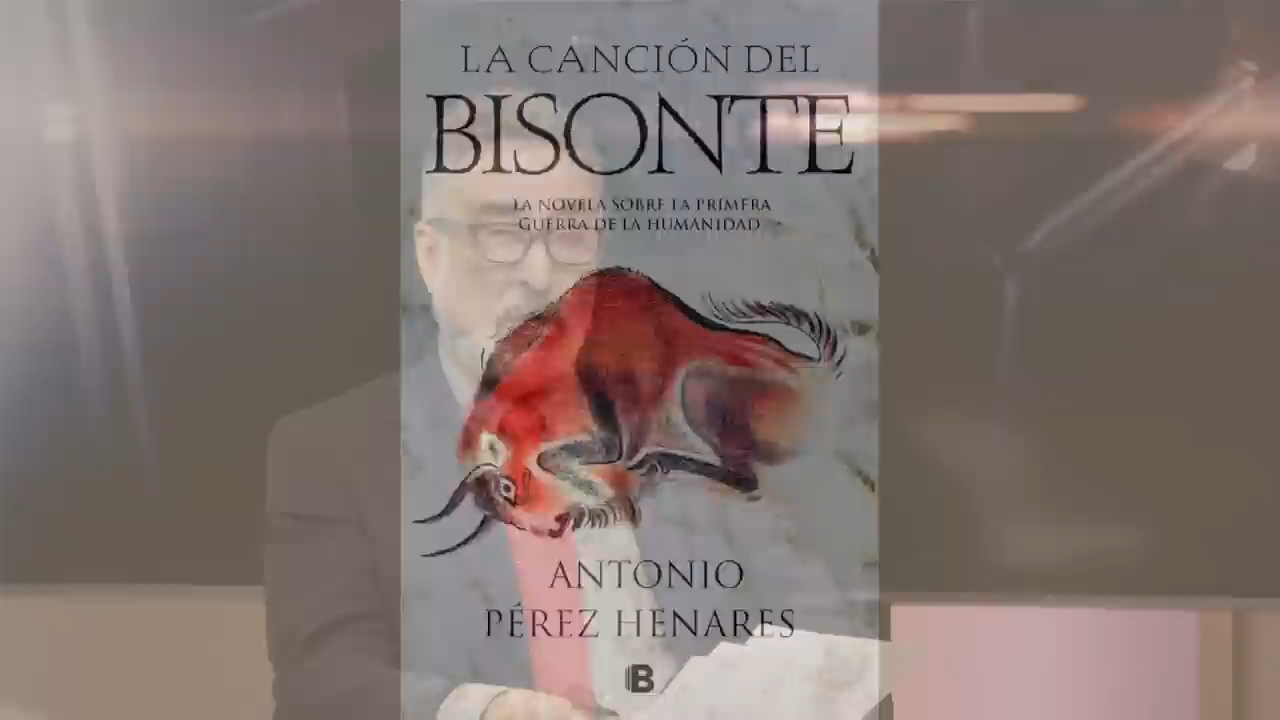 LA CANCIÓN DEL
BISONTE
LA NOVELA SOBRE LA PRIMERA
GUERRA DE LA HUMANIDAD
ANTONIO
PÉREZ HENARES
B